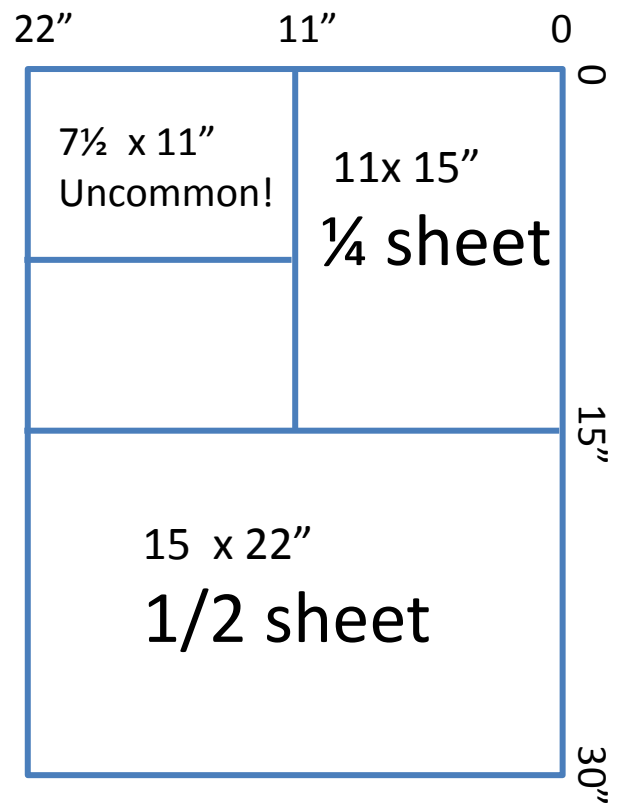 22” 11” 0
0
7½ x 11”
Uncommon!
11x 15”
¼ sheet
15”
15 x 22”
1/2 sheet
30”